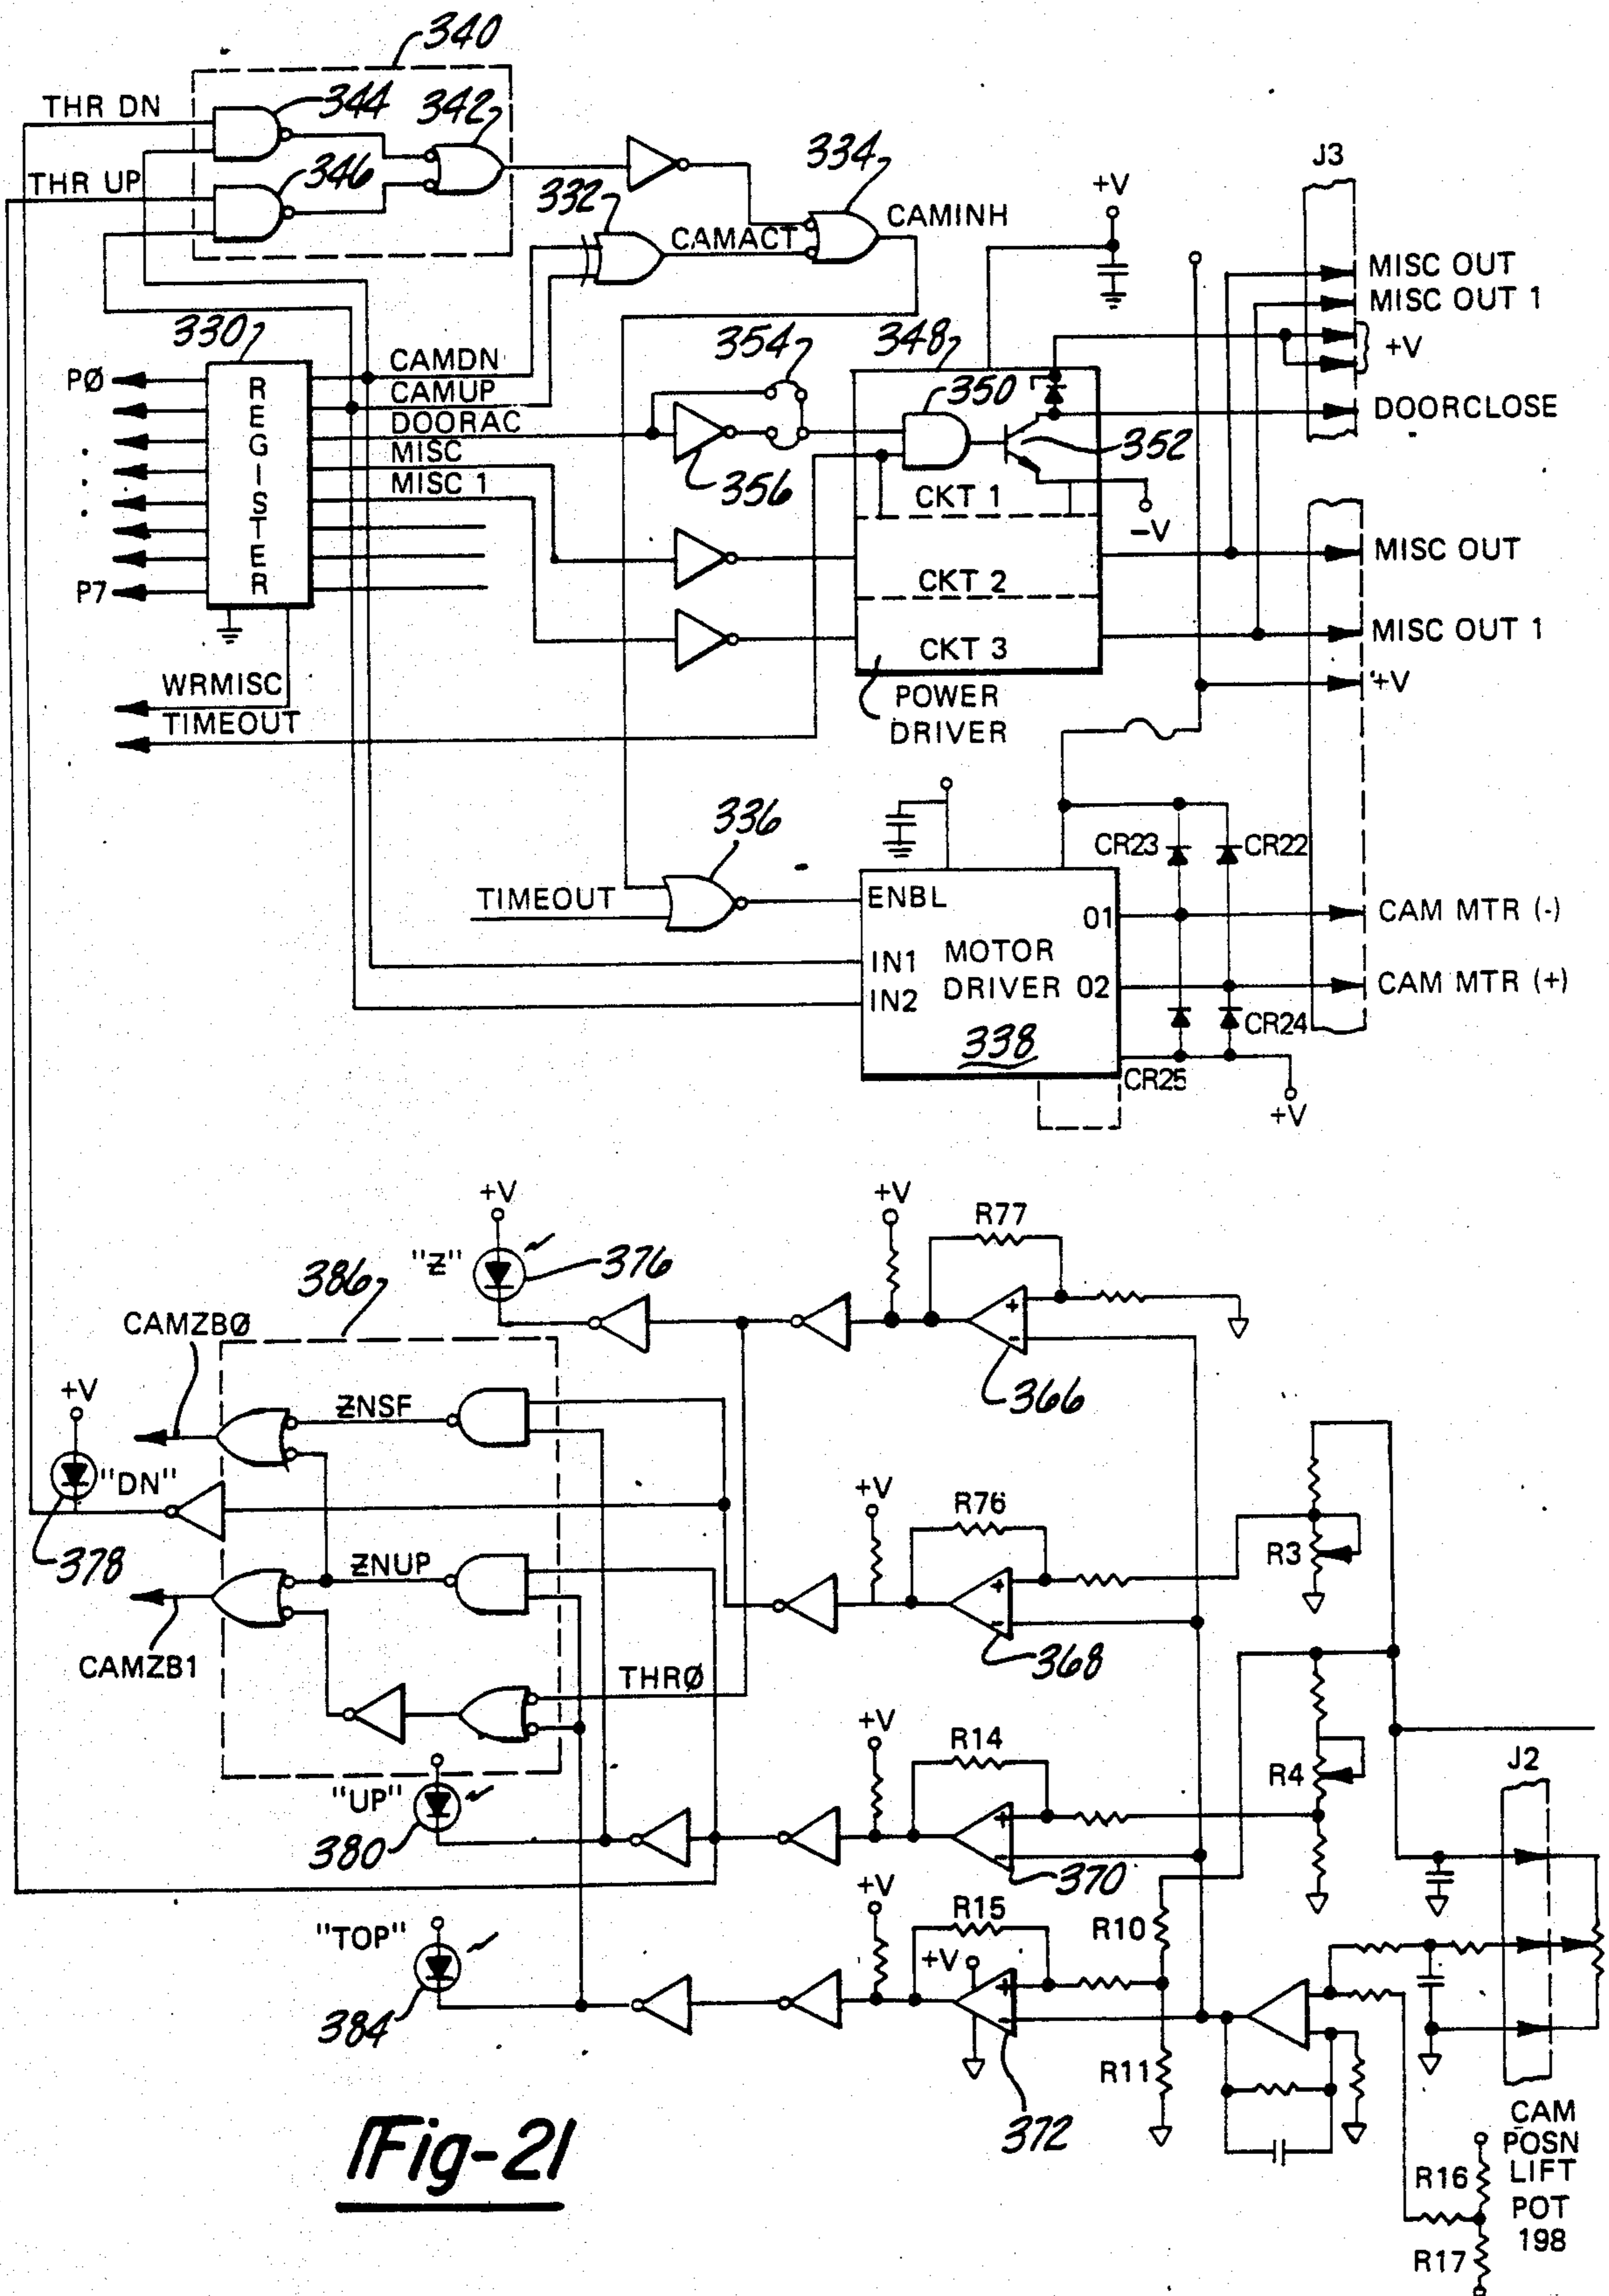 340
THR DN
344
342
334
J3
THR UP
346
332
CAMINH
+V
CAMACT
MISC OUT
MISC OUT 1
+V
330
354
348
CAMDN
PØ
REGISTER
CAMUP
350
DOORCLOSE
DOORAC
352
MISC
356
MISC 1
CKT 1
-V
MISC OUT
CKT 2
P7
MISC OUT 1
CKT 3
WRMISC
+V
TIMEOUT
POWER
DRIVER
336
CR23
CR22
TIMEOUT
ENBL
O1
CAM MTR (-)
IN1
MOTOR
DRIVER
O2
CAM MTR (+)
IN2
338
CR24
CR25
+V
+V
+V
R77
"Z"
376
386
CAMZBØ
366
+V
ZNSF
"DN"
+V
R76
378
ZNUP
R3
CAMZB1
368
THRØ
+V
R14
J2
"UP"
R4
380
370
+V
"TOP"
R15
R10
+V
384
R11
372
Fig-21
CAM
POSN
LIFT
POT
198
R16
R17